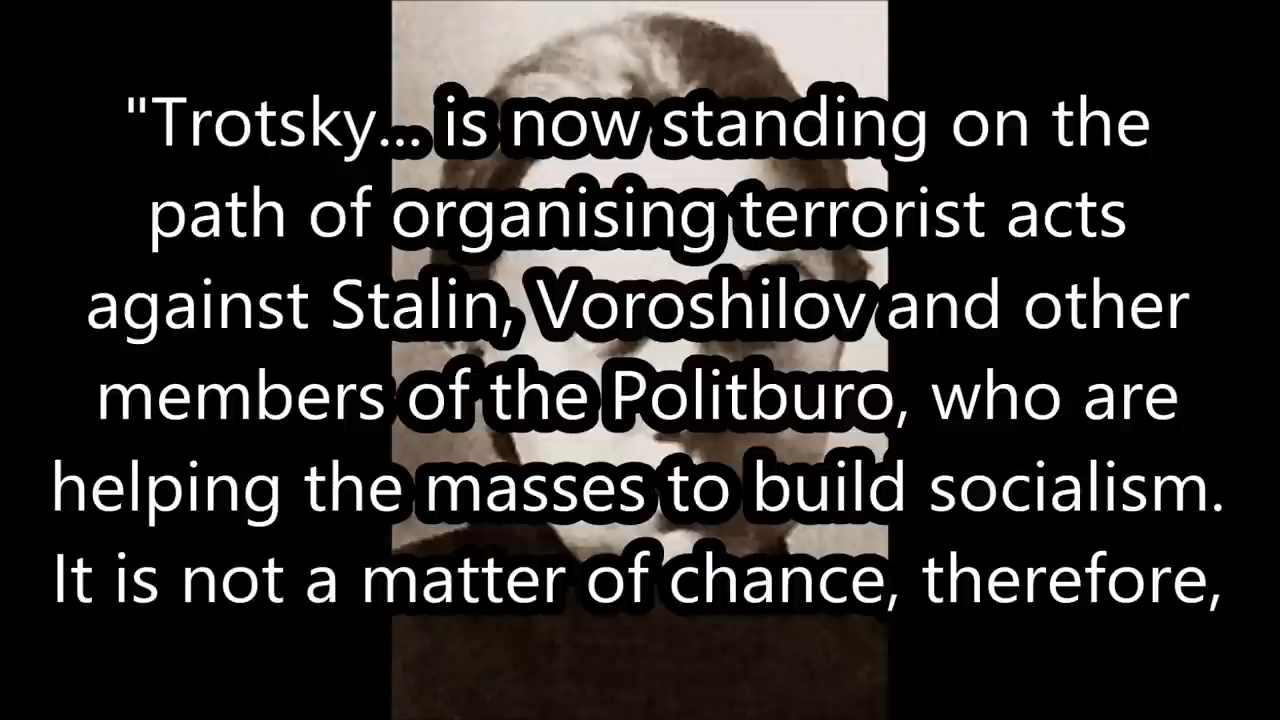 "Trotsky... is now standing on the
path of organising terrorist acts
against Stalin, Voroshilov and other
members of the Politburo, who are
helping the masses to build socialism.
It is not a matter of chance, therefore,